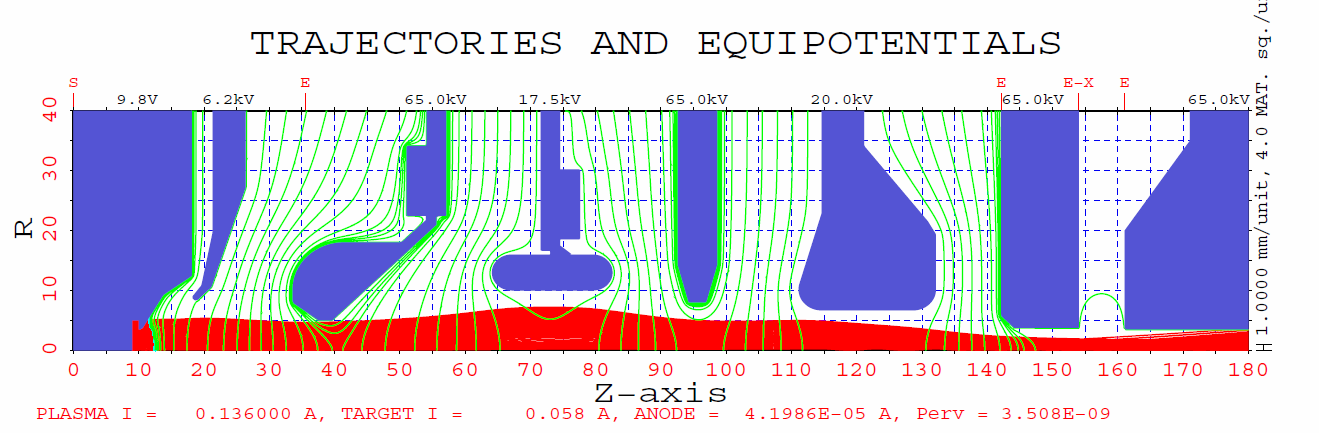 TRAJECTORIES AND EQUIPOTENTIALS
S E E E-X E
9.8V 6.2kV 65.0kV 17.5kV 65.0kV 20.0kV 65.0kV 65.0kV
40
30
20
10
0
R
H 1.0000 mm/unit, 4.0 MAT. sq./u
0 10 20 30 40 50 60 70 80 90 100 110 120 130 140 150 160 170 180
Z-axis
PLASMA I = 0.136000 A, TARGET I = 0.058 A, ANODE = 4.1986E-05 A, Perv = 3.508E-09